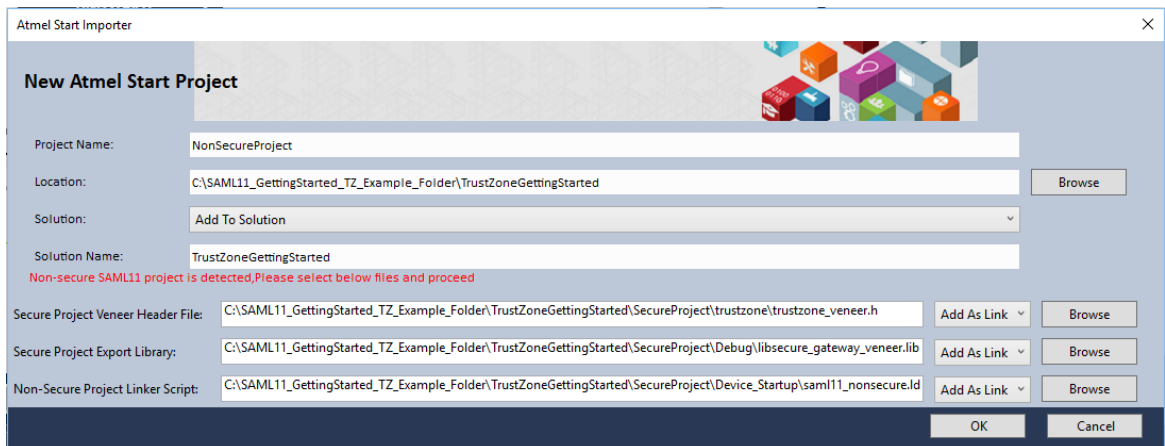 Atmel Start Importer
New Atmel Start Project
Project Name: NonSecureProject
Location: C:\SAML11_GettingStarted_TZ_Example_Folder\TrustZoneGettingStarted Browse
Solution: Add To Solution
Solution Name: TrustZoneGettingStarted
Non-secure SAML11 project is detected,Please select below files and proceed
Secure Project Veneer Header File: C:\SAML11_GettingStarted_TZ_Example_Folder\TrustZoneGettingStarted\SecureProject\trustzone\trustzone_veneer.h Add As Link Browse
Secure Project Export Library: C:\SAML11_GettingStarted_TZ_Example_Folder\TrustZoneGettingStarted\SecureProject\Debug\libsecure_gateway_veneer.lib Add As Link Browse
Non-Secure Project Linker Script: C:\SAML11_GettingStarted_TZ_Example_Folder\TrustZoneGettingStarted\SecureProject\Device_Startup\saml11_nonsecure.ld Add As Link Browse
OK Cancel